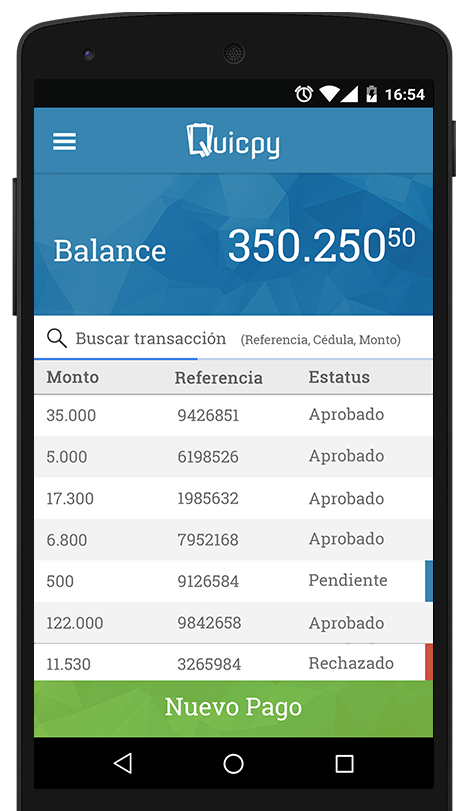 16:54
Quicpy
Balance 350.250⁵⁰
Buscar transacción (Referencia, Cédula, Monto)
Monto Referencia Estatus
35.000 9426851 Aprobado
5.000 6198526 Aprobado
17.300 1985632 Aprobado
6.800 7952168 Aprobado
500 9126584 Pendiente
122.000 9842658 Aprobado
11.530 3265984 Rechazado
Nuevo Pago